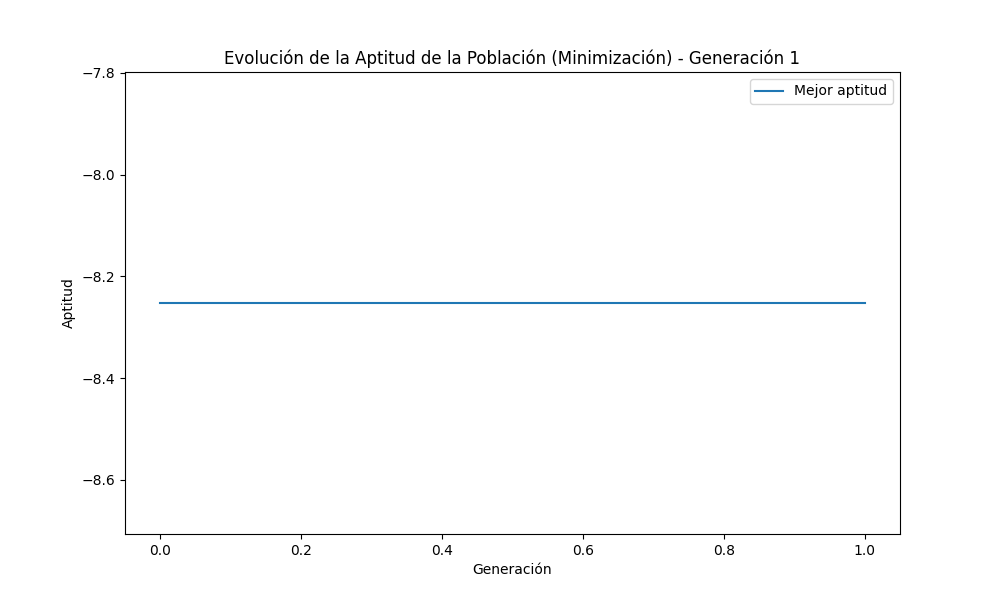 Evolución de la Aptitud de la Población (Minimización) - Generación 1
Mejor aptitud
−7.8
−8.0
−8.2
−8.4
−8.6
Aptitud
0.0
0.2
0.4
0.6
0.8
1.0
Generación